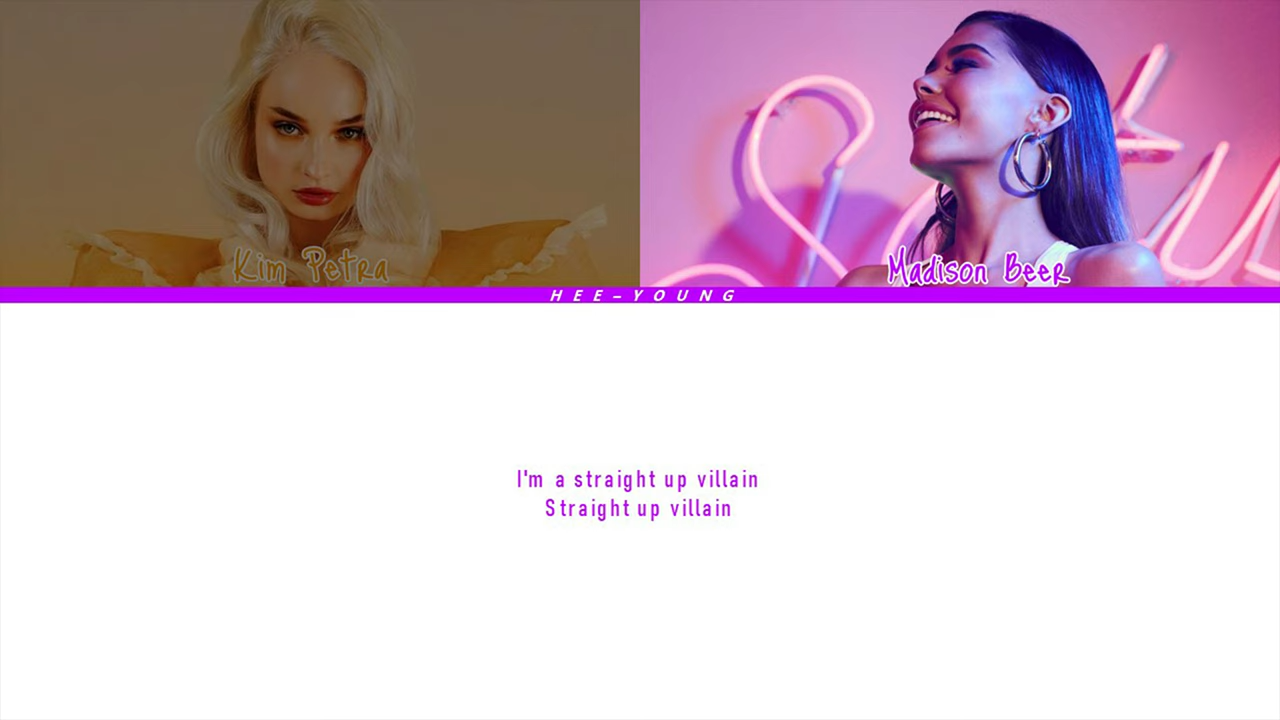 Kim Petra
Madison Beer
HEE-YOUNG
I'm a straight up villain
Straight up villain